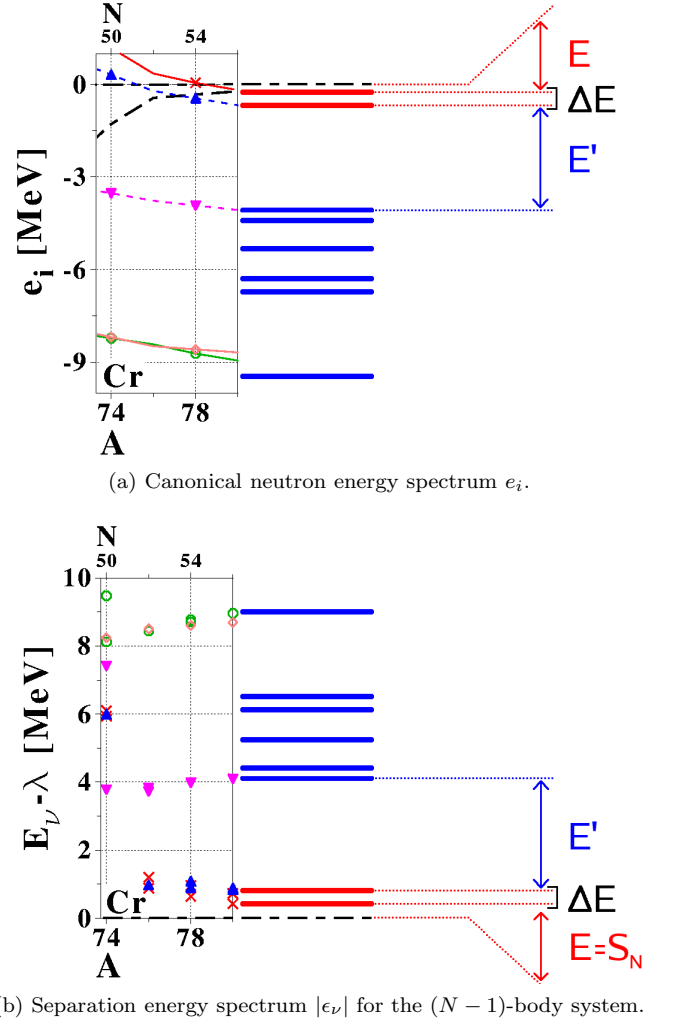 N
50 54
E
0
ΔE
E'
-3
-6
-9
e_i [MeV]
Cr
74 78
A
(a) Canonical neutron energy spectrum e_i.
N
50 54
10
8
6
4
2
0
E_ν-λ [MeV]
E'
Cr
ΔE
74 78
E=S_N
A
(b) Separation energy spectrum |ϵ_ν| for the (N − 1)-body system.